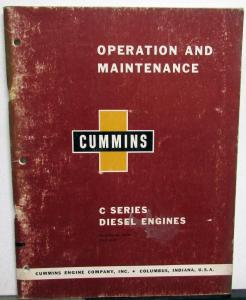 OPERATION AND
MAINTENANCE
CUMMINS
C SERIES
DIESEL ENGINES
CUMMINS ENGINE COMPANY, INC. • COLUMBUS, INDIANA, U.S.A.